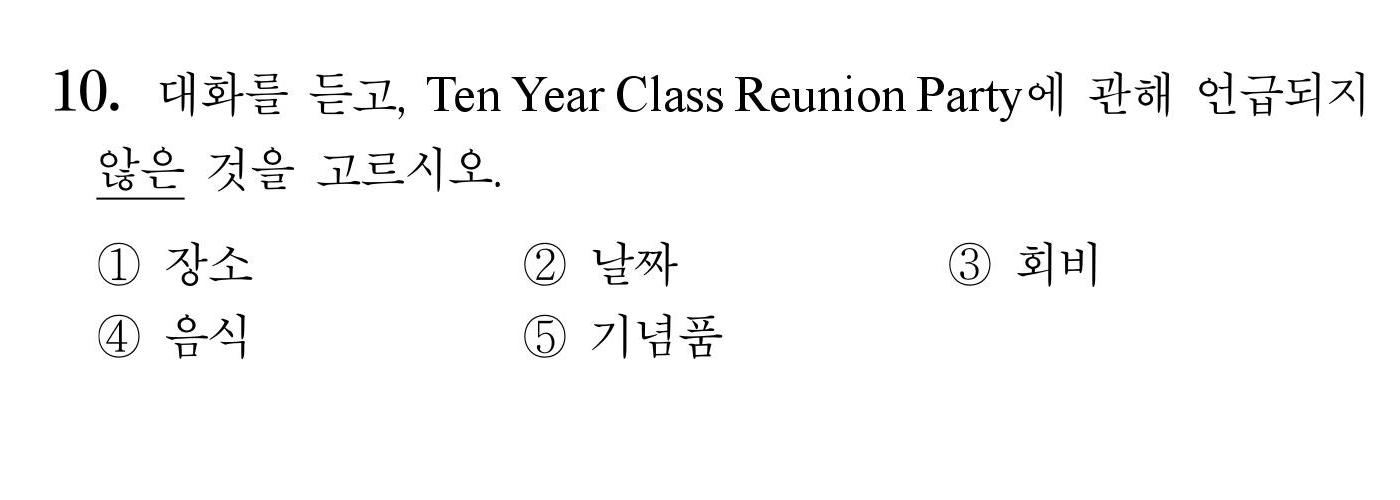 10. 대화를 듣고, Ten Year Class Reunion Party에 관해 언급되지
않은 것을 고르시오.
① 장소 ② 날짜 ③ 회비
④ 음식 ⑤ 기념품